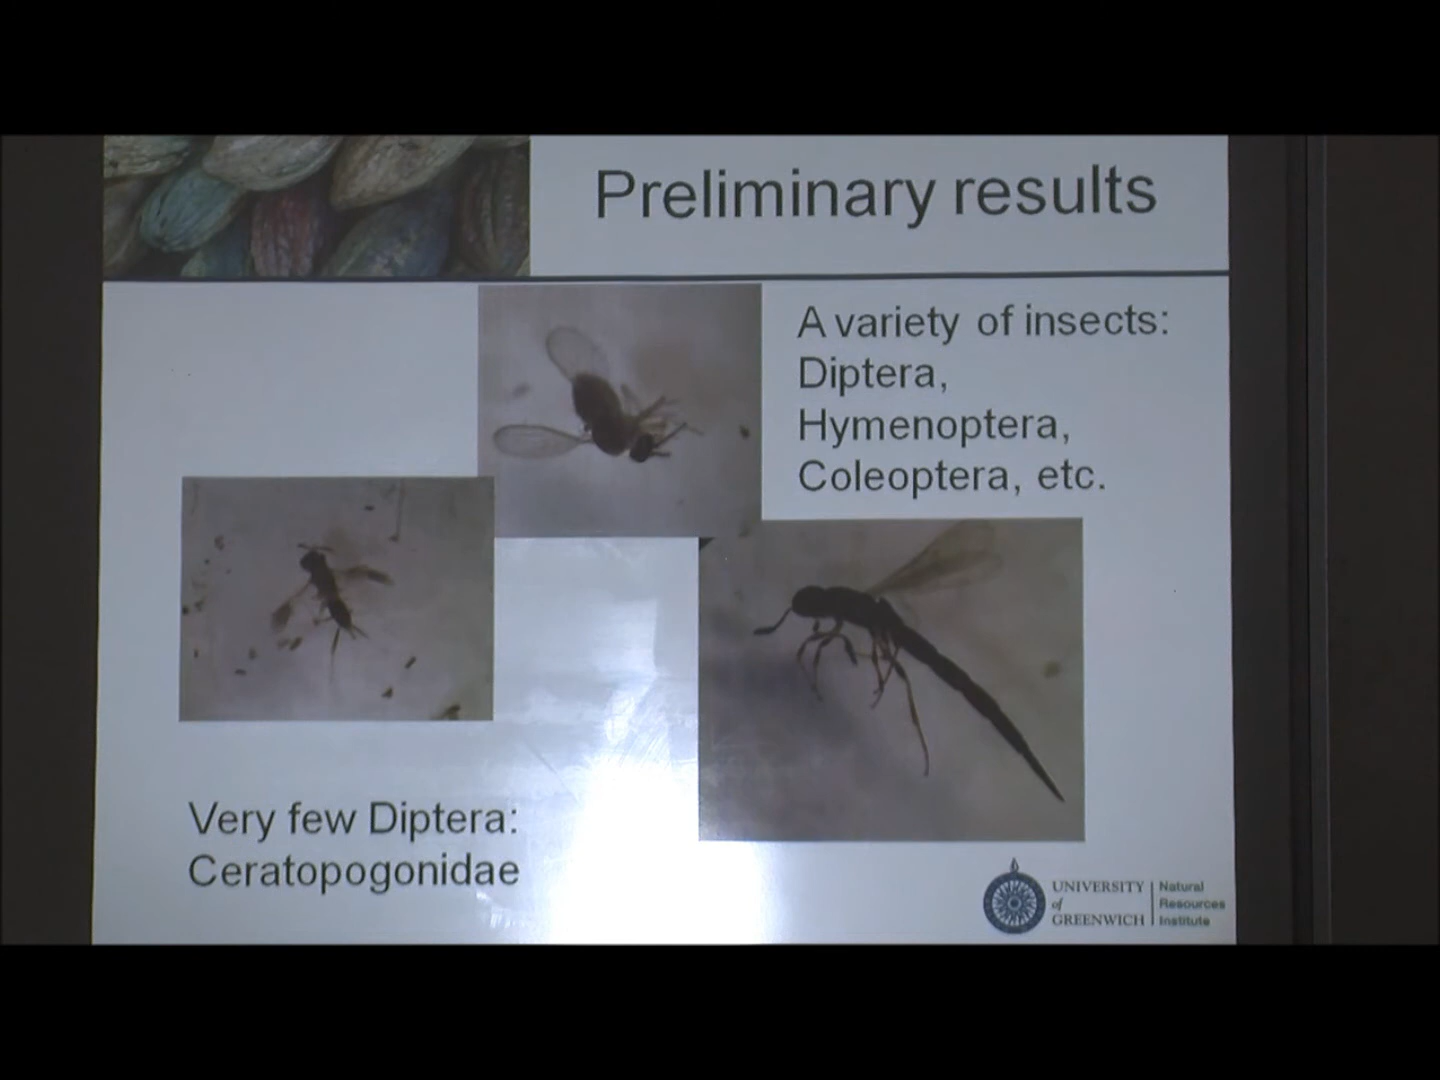 Preliminary results
A variety of insects:
Diptera,
Hymenoptera,
Coleoptera, etc.
Very few Diptera:
Ceratopogonidae
UNIVERSITY
of
GREENWICH
Natural
Resources
Institute